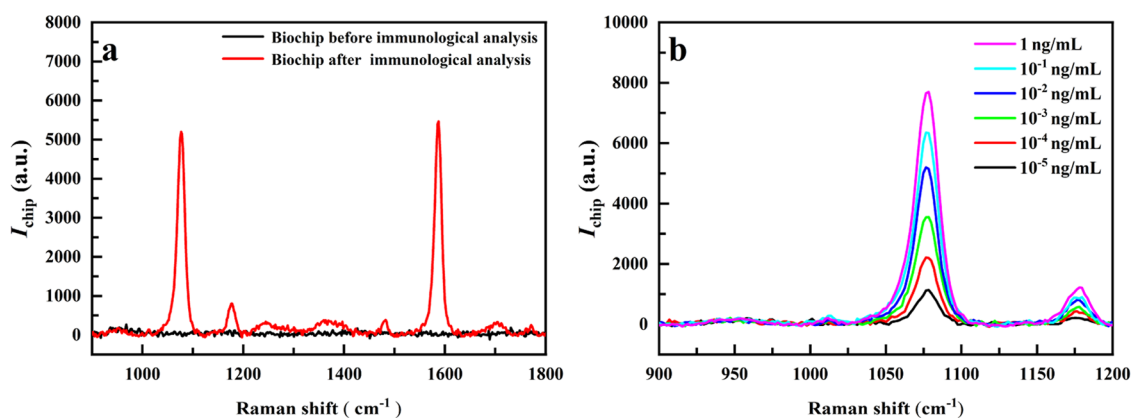 a
Biochip before immunological analysis
Biochip after immunological analysis
8000
7000
6000
5000
4000
3000
2000
1000
0
I_chip (a.u.)
1000 1200 1400 1600 1800
Raman shift ( cm⁻¹ )
b
1 ng/mL
10⁻¹ ng/mL
10⁻² ng/mL
10⁻³ ng/mL
10⁻⁴ ng/mL
10⁻⁵ ng/mL
10000
8000
6000
4000
2000
0
I_chip (a.u.)
900 950 1000 1050 1100 1150 1200
Raman shift ( cm⁻¹)